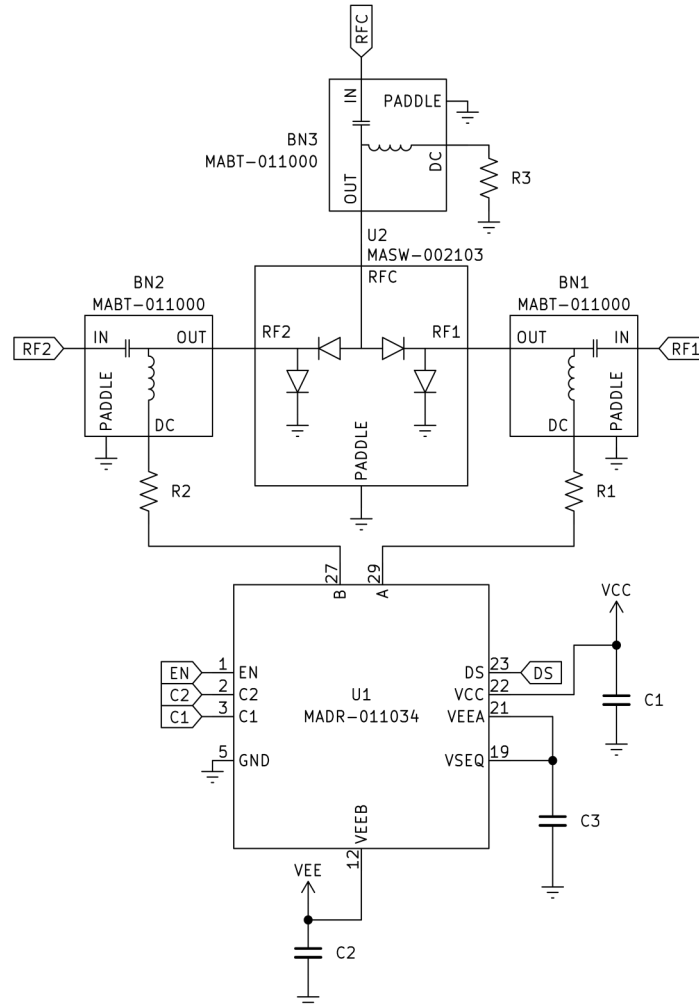 RFC
IN
PADDLE
BN3
MABT-011000
DC
R3
OUT
U2
MASW-002103
RFC
BN2
MABT-011000
BN1
MABT-011000
RF2
IN
OUT
RF2
RF1
OUT
IN
RF1
PADDLE
DC
DC
PADDLE
PADDLE
R2
R1
27
29
B
A
VCC
EN
1
EN
DS
23
DS
C2
2
C2
U1
VCC
22
C1
C1
3
C1
MADR-011034
VEEA
21
5
GND
VSEQ
19
VEEB
C3
12
VEE
C2